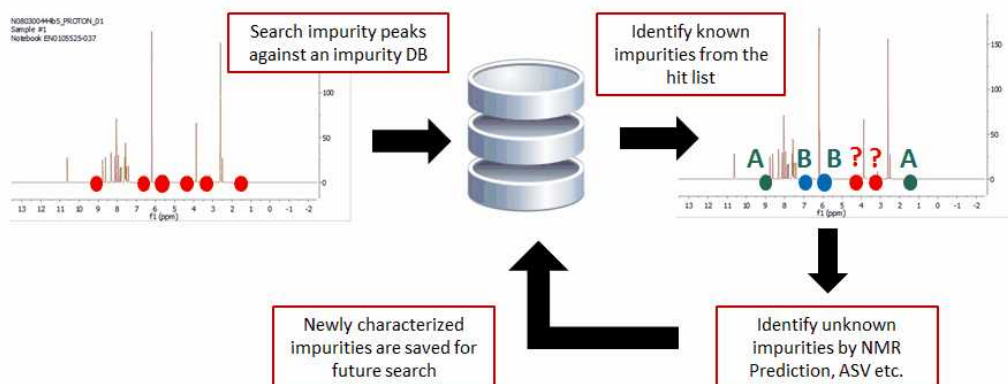 N080300444b5_PROTON_01
Sample #1
Notebook EN0105525-037
Search impurity peaks
against an impurity DB
Identify known
impurities from the
hit list
100
50
0
13 12 11 10 9 8 7 6 5 4 3 2 1 0 -1 -2
f1 (ppm)
150
100
50
0
A B B ? ? A
13 12 11 10 9 8 7 6 5 4 3 2 1 0 -1 -2
f1 (ppm)
Newly characterized
impurities are saved for
future search
Identify unknown
impurities by NMR
Prediction, ASV etc.